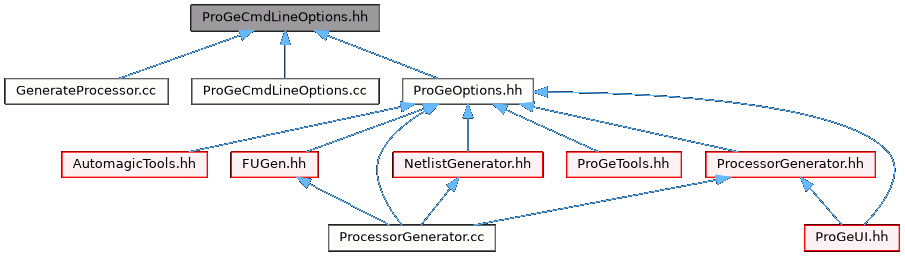 ProGeCmdLineOptions.hh
GenerateProcessor.cc
ProGeCmdLineOptions.cc
ProGeOptions.hh
AutomagicTools.hh
FUGen.hh
NetlistGenerator.hh
ProGeTools.hh
ProcessorGenerator.hh
ProcessorGenerator.cc
ProGeUI.hh